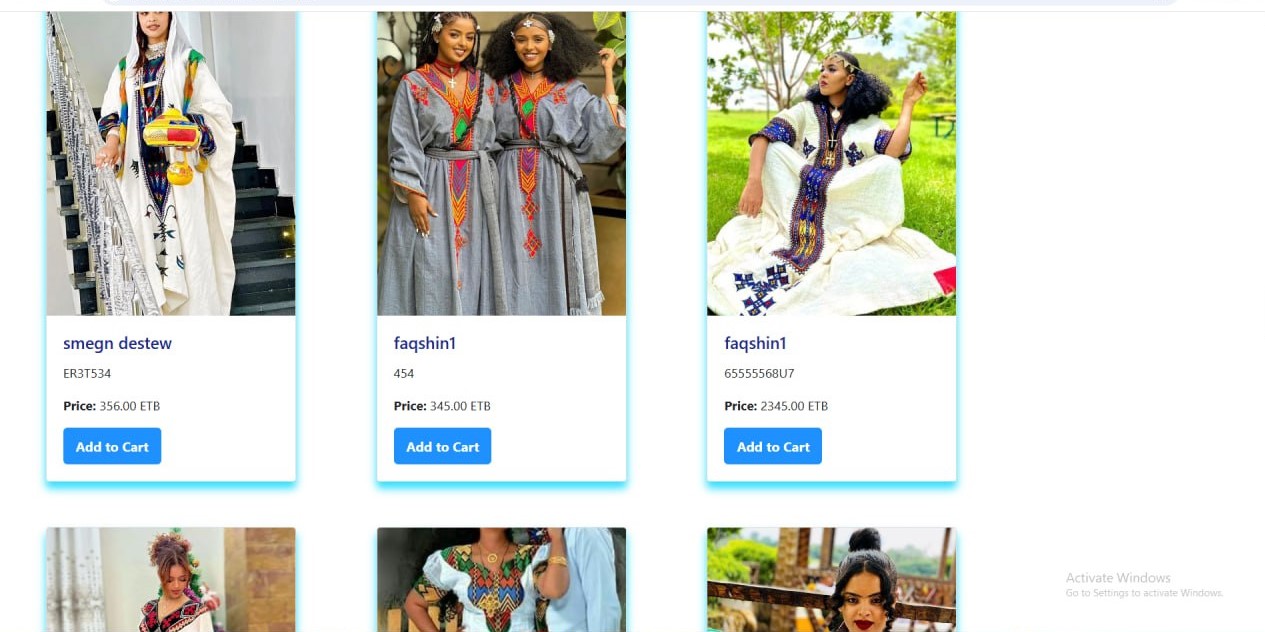 smegn destew
ER3T534
Price: 356.00 ETB
Add to Cart
faqshin1
454
Price: 345.00 ETB
Add to Cart
faqshin1
65555568U7
Price: 2345.00 ETB
Add to Cart
Activate Windows
Go to Settings to activate Windows.